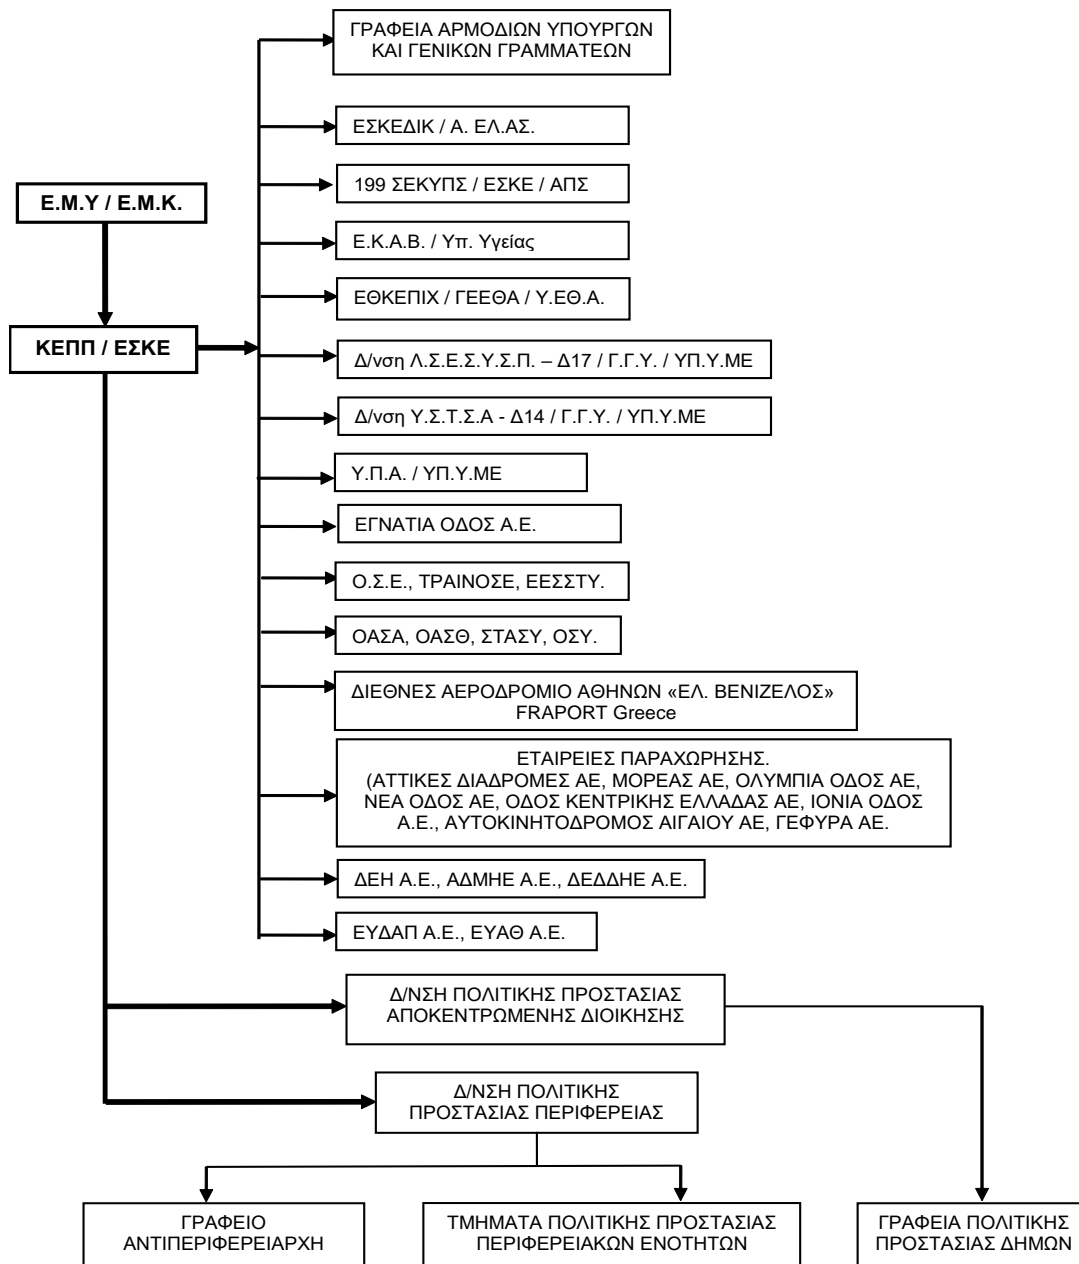 ΓΡΑΦΕΙΑ ΑΡΜΟΔΙΩΝ ΥΠΟΥΡΓΩΝ
ΚΑΙ ΓΕΝΙΚΩΝ ΓΡΑΜΜΑΤΕΩΝ
ΕΣΚΕΔΙΚ / Α. ΕΛ.ΑΣ.
199 ΣΕΚΥΠΣ / ΕΣΚΕ / ΑΠΣ
Ε.Μ.Υ / Ε.Μ.Κ.
Ε.Κ.Α.Β. / Υπ. Υγείας
ΕΘΚΕΠΙΧ / ΓΕΕΘΑ / Υ.ΕΘ.Α.
ΚΕΠΠ / ΕΣΚΕ
Δ/νση Λ.Σ.Ε.Σ.Υ.Σ.Π. – Δ17 / Γ.Γ.Υ. / ΥΠ.Υ.ΜΕ
Δ/νση Υ.Σ.Τ.Σ.Α - Δ14 / Γ.Γ.Υ. / ΥΠ.Υ.ΜΕ
Υ.Π.Α. / ΥΠ.Υ.ΜΕ
ΕΓΝΑΤΙΑ ΟΔΟΣ Α.Ε.
Ο.Σ.Ε., ΤΡΑΙΝΟΣΕ, ΕΕΣΣΤΥ.
ΟΑΣΑ, ΟΑΣΘ, ΣΤΑΣΥ, ΟΣΥ.
ΔΙΕΘΝΕΣ ΑΕΡΟΔΡΟΜΙΟ ΑΘΗΝΩΝ «ΕΛ. ΒΕΝΙΖΕΛΟΣ»
FRAPORT Greece
ΕΤΑΙΡΕΙΕΣ ΠΑΡΑΧΩΡΗΣΗΣ.
(ΑΤΤΙΚΕΣ ΔΙΑΔΡΟΜΕΣ ΑΕ, ΜΟΡΕΑΣ ΑΕ, ΟΛΥΜΠΙΑ ΟΔΟΣ ΑΕ,
ΝΕΑ ΟΔΟΣ ΑΕ, ΟΔΟΣ ΚΕΝΤΡΙΚΗΣ ΕΛΛΑΔΑΣ ΑΕ, ΙΟΝΙΑ ΟΔΟΣ
Α.Ε., ΑΥΤΟΚΙΝΗΤΟΔΡΟΜΟΣ ΑΙΓΑΙΟΥ ΑΕ, ΓΕΦΥΡΑ ΑΕ.
ΔΕΗ Α.Ε., ΑΔΜΗΕ Α.Ε., ΔΕΔΔΗΕ Α.Ε.
ΕΥΔΑΠ Α.Ε., ΕΥΑΘ Α.Ε.
Δ/ΝΣΗ ΠΟΛΙΤΙΚΗΣ ΠΡΟΣΤΑΣΙΑΣ
ΑΠΟΚΕΝΤΡΩΜΕΝΗΣ ΔΙΟΙΚΗΣΗΣ
Δ/ΝΣΗ ΠΟΛΙΤΙΚΗΣ
ΠΡΟΣΤΑΣΙΑΣ ΠΕΡΙΦΕΡΕΙΑΣ
ΓΡΑΦΕΙΟ
ΑΝΤΙΠΕΡΙΦΕΡΕΙΑΡΧΗ
ΤΜΗΜΑΤΑ ΠΟΛΙΤΙΚΗΣ ΠΡΟΣΤΑΣΙΑΣ
ΠΕΡΙΦΕΡΕΙΑΚΩΝ ΕΝΟΤΗΤΩΝ
ΓΡΑΦΕΙΑ ΠΟΛΙΤΙΚΗΣ
ΠΡΟΣΤΑΣΙΑΣ ΔΗΜΩΝ